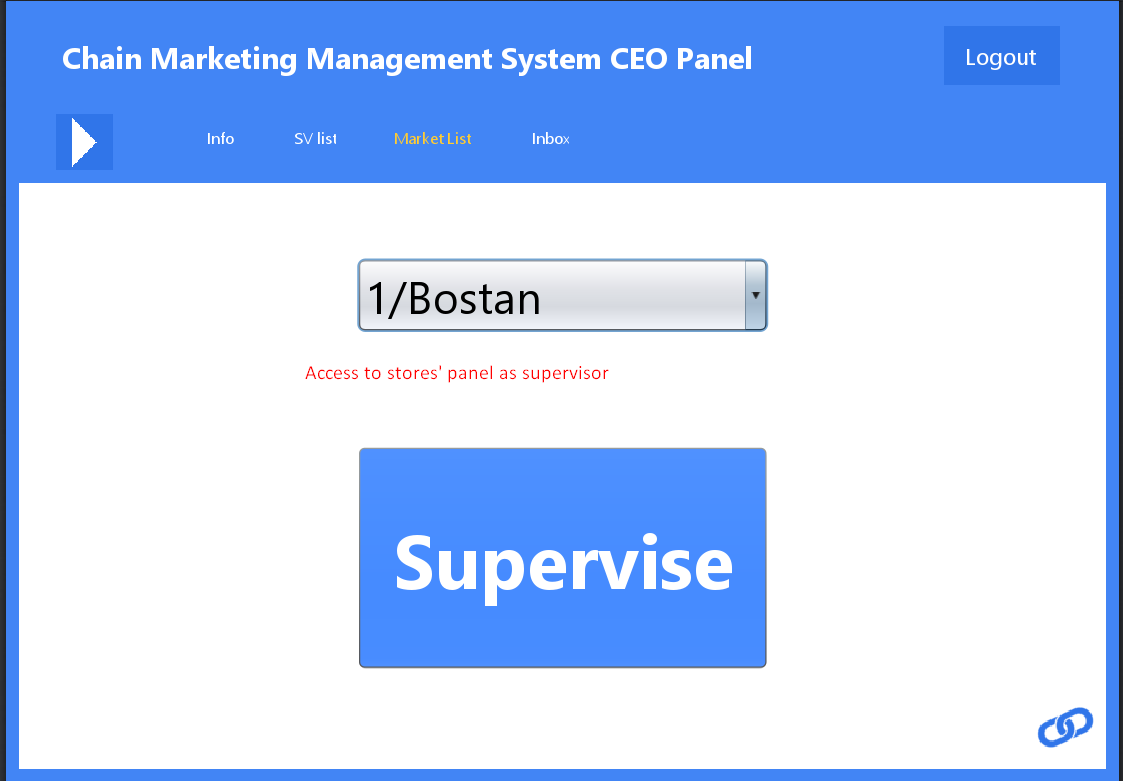 Chain Marketing Management System CEO Panel
Logout
Info SV list Market List Inbox
1/Bostan
Access to stores' panel as supervisor
Supervise